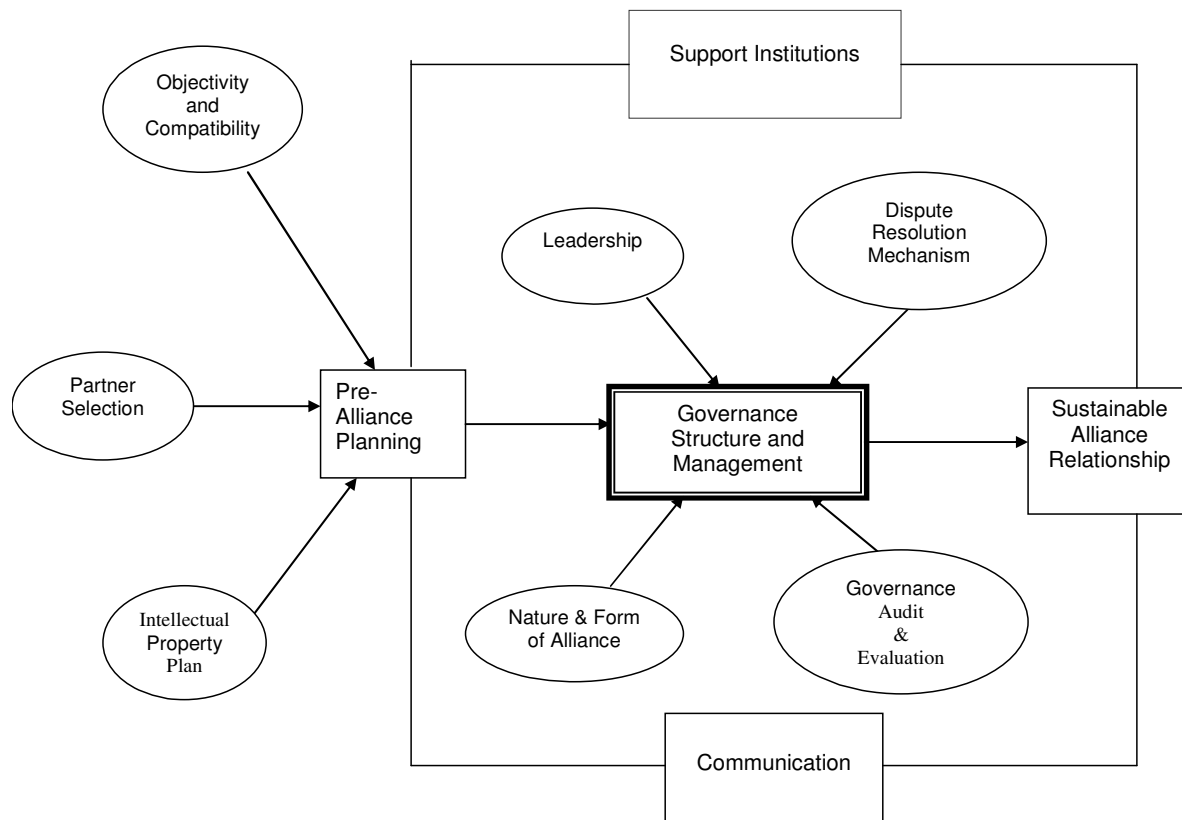 Support Institutions
Objectivity
and
Compatibility
Leadership
Dispute
Resolution
Mechanism
Partner
Selection
Pre-
Alliance
Planning
Governance
Structure and
Management
Sustainable
Alliance
Relationship
Intellectual
Property
Plan
Nature & Form
of Alliance
Governance
Audit
&
Evaluation
Communication